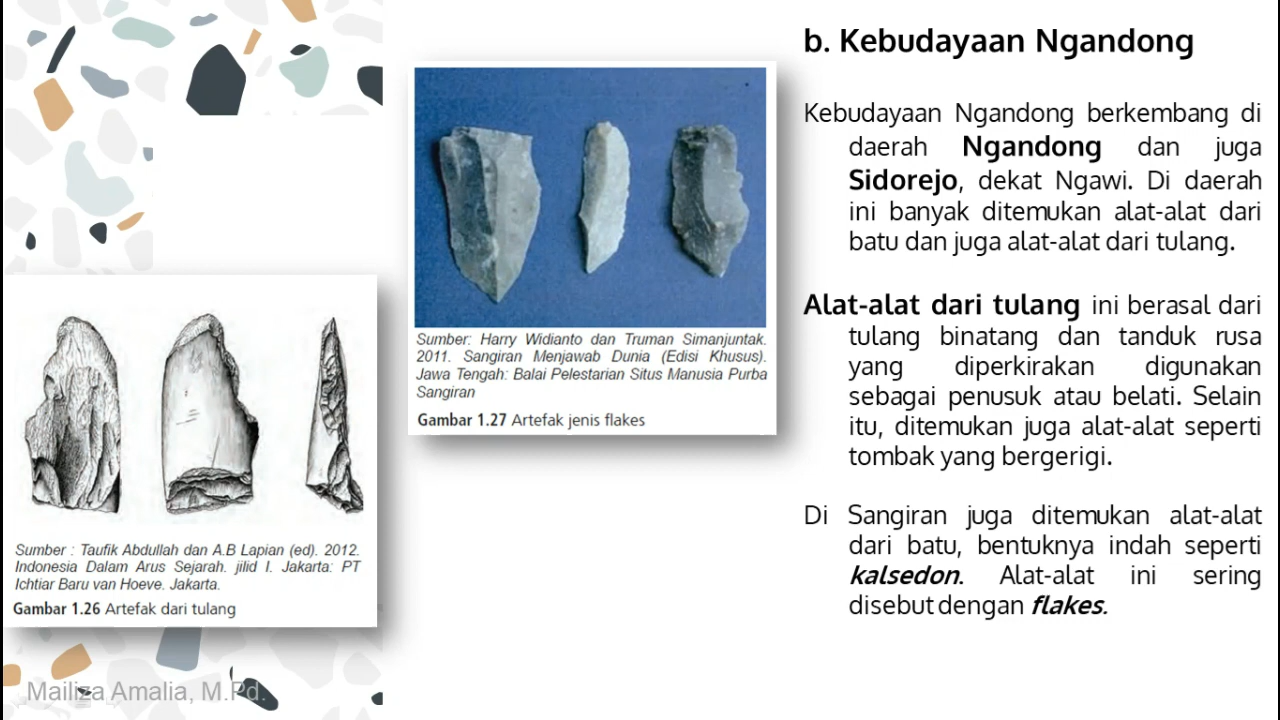 b. Kebudayaan Ngandong
Kebudayaan Ngandong berkembang di
daerah Ngandong dan juga
Sidorejo, dekat Ngawi. Di daerah
ini banyak ditemukan alat-alat dari
batu dan juga alat-alat dari tulang.
Alat-alat dari tulang ini berasal dari
tulang binatang dan tanduk rusa
yang diperkirakan digunakan
sebagai penusuk atau belati. Selain
itu, ditemukan juga alat-alat seperti
tombak yang bergerigi.
Di Sangiran juga ditemukan alat-alat
dari batu, bentuknya indah seperti
kalsedon. Alat-alat ini sering
disebut dengan flakes.
Sumber: Harry Widianto dan Truman Simanjuntak.
2011. Sangiran Menjawab Dunia (Edisi Khusus).
Jawa Tengah: Balai Pelestarian Situs Manusia Purba
Sangiran
Gambar 1.27 Artefak jenis flakes
Sumber : Taufik Abdullah dan A.B Lapian (ed). 2012.
Indonesia Dalam Arus Sejarah. jilid I. Jakarta: PT
Ichtiar Baru van Hoeve. Jakarta.
Gambar 1.26 Artefak dari tulang
Mailiza Amalia, M.Pd.